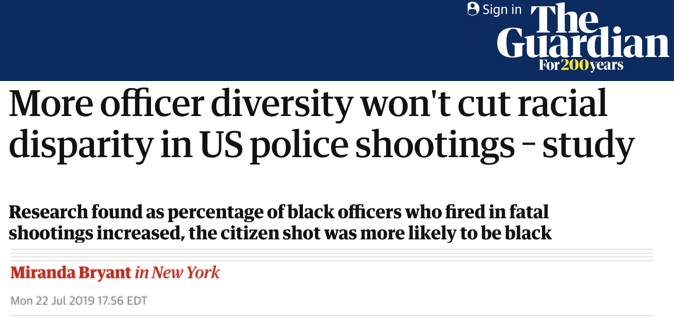 Sign in
The
Guardian
For 200 years
More officer diversity won't cut racial
disparity in US police shootings – study
Research found as percentage of black officers who fired in fatal
shootings increased, the citizen shot was more likely to be black
Miranda Bryant in New York
Mon 22 Jul 2019 17.56 EDT